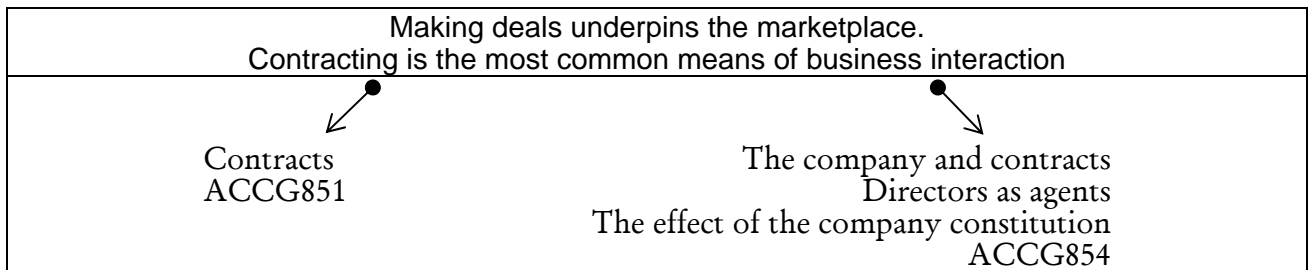 Making deals underpins the marketplace.
Contracting is the most common means of business interaction
Contracts
ACCG851
The company and contracts
Directors as agents
The effect of the company constitution
ACCG854